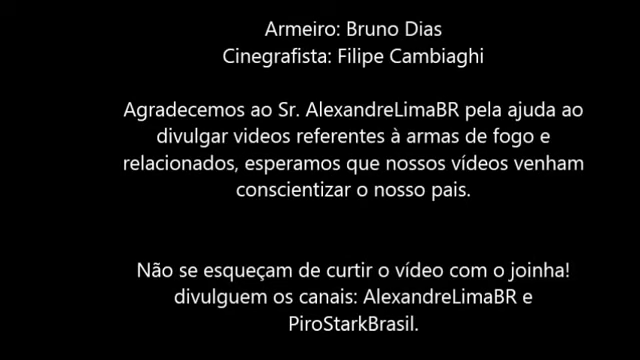 Armeiro: Bruno Dias
Cinegrafista: Filipe Cambiaghi
Agradecemos ao Sr. AlexandreLimaBR pela ajuda ao
divulgar videos referentes à armas de fogo e
relacionados, esperamos que nossos vídeos venham
conscientizar o nosso pais.
Não se esqueçam de curtir o vídeo com o joinha!
divulguem os canais: AlexandreLimaBR e
PiroStarkBrasil.